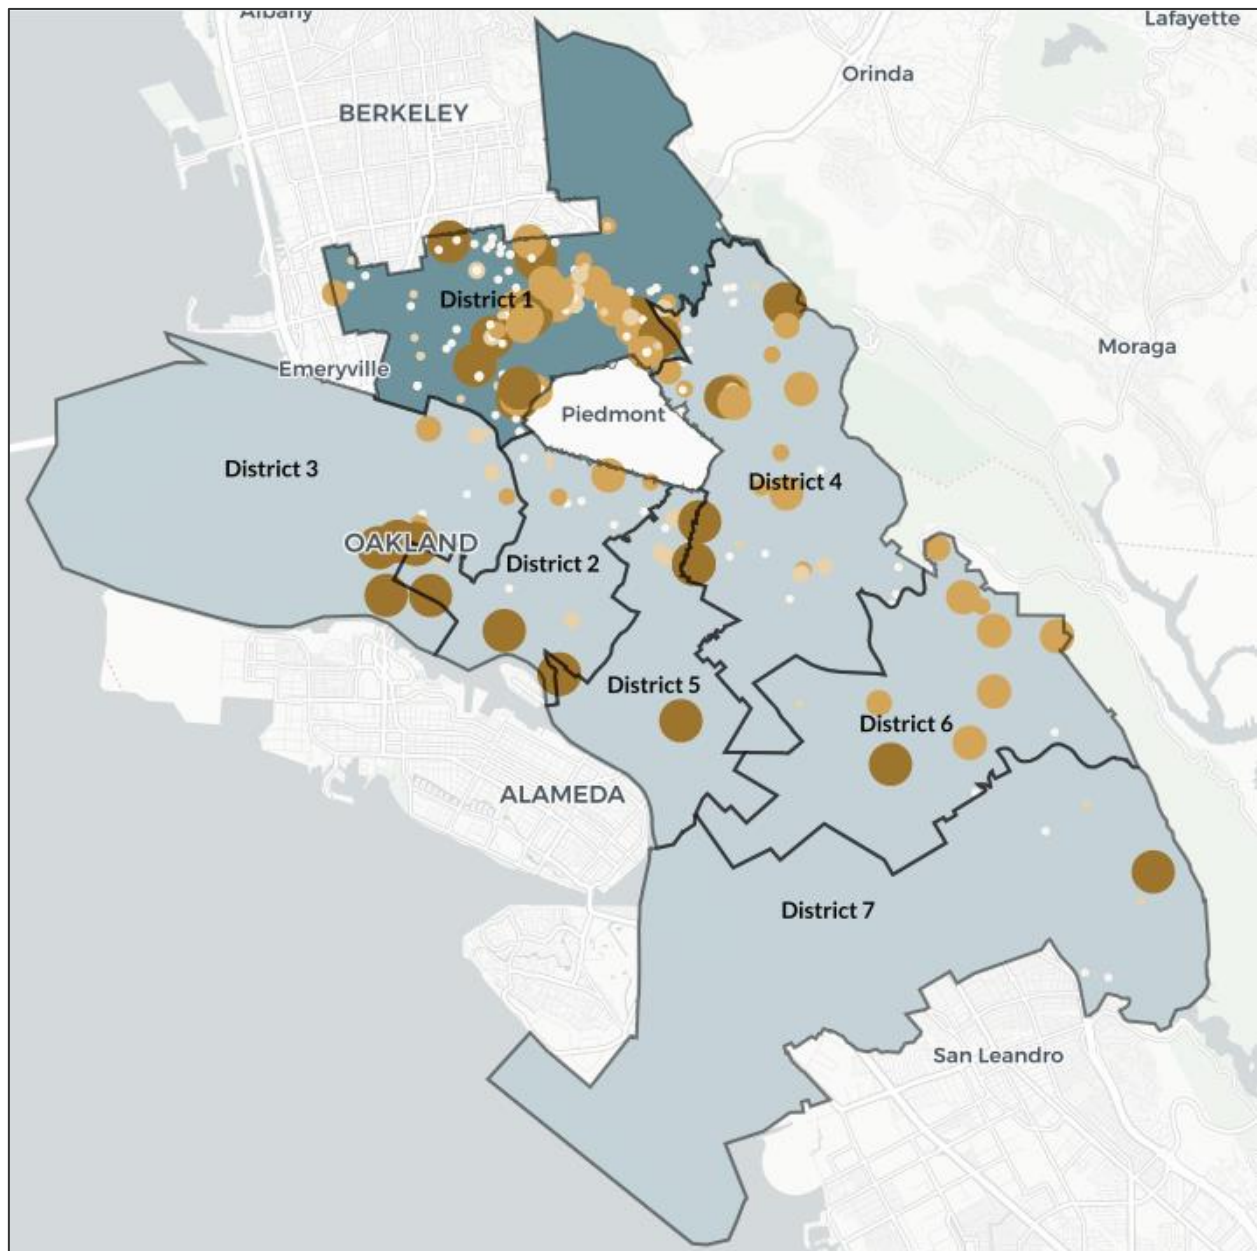 Albany
Lafayette
Orinda
BERKELEY
District 1
Moraga
Emeryville
Piedmont
District 3
District 4
OAKLAND
District 2
District 5
District 6
ALAMEDA
District 7
San Leandro